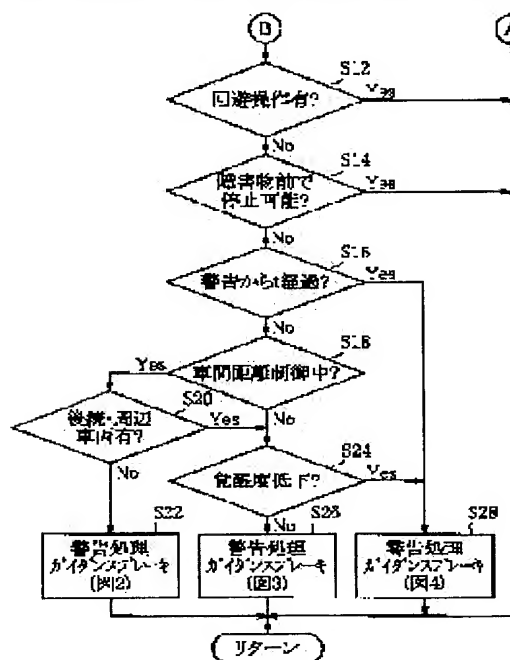 B
A
S12
回避操作有?
Yes
No
S14
障害物前で
停止可能?
Yes
No
S16
警告からt経過?
Yes
No
S18
車間距離制御中?
Yes
No
S20
後続・周辺
車両有?
Yes
No
S24
覚醒度低下?
Yes
No
S22
警告処理
ガイダンスブレーキ
(図2)
S26
警告処理
ガイダンスブレーキ
(図3)
S28
警告処理
ガイダンスブレーキ
(図4)
リターン